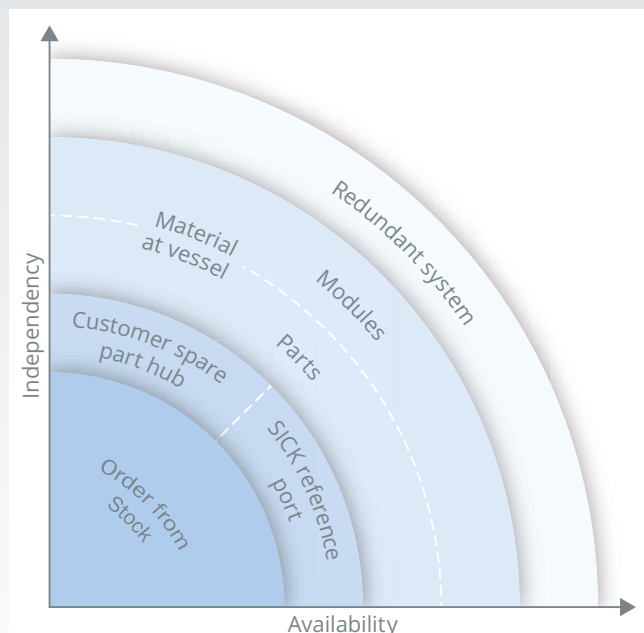 Independency
Redundant system
Material
at vessel
Modules
Parts
Customer spare
part hub
SICK reference
port
Order from
Stock
Availability